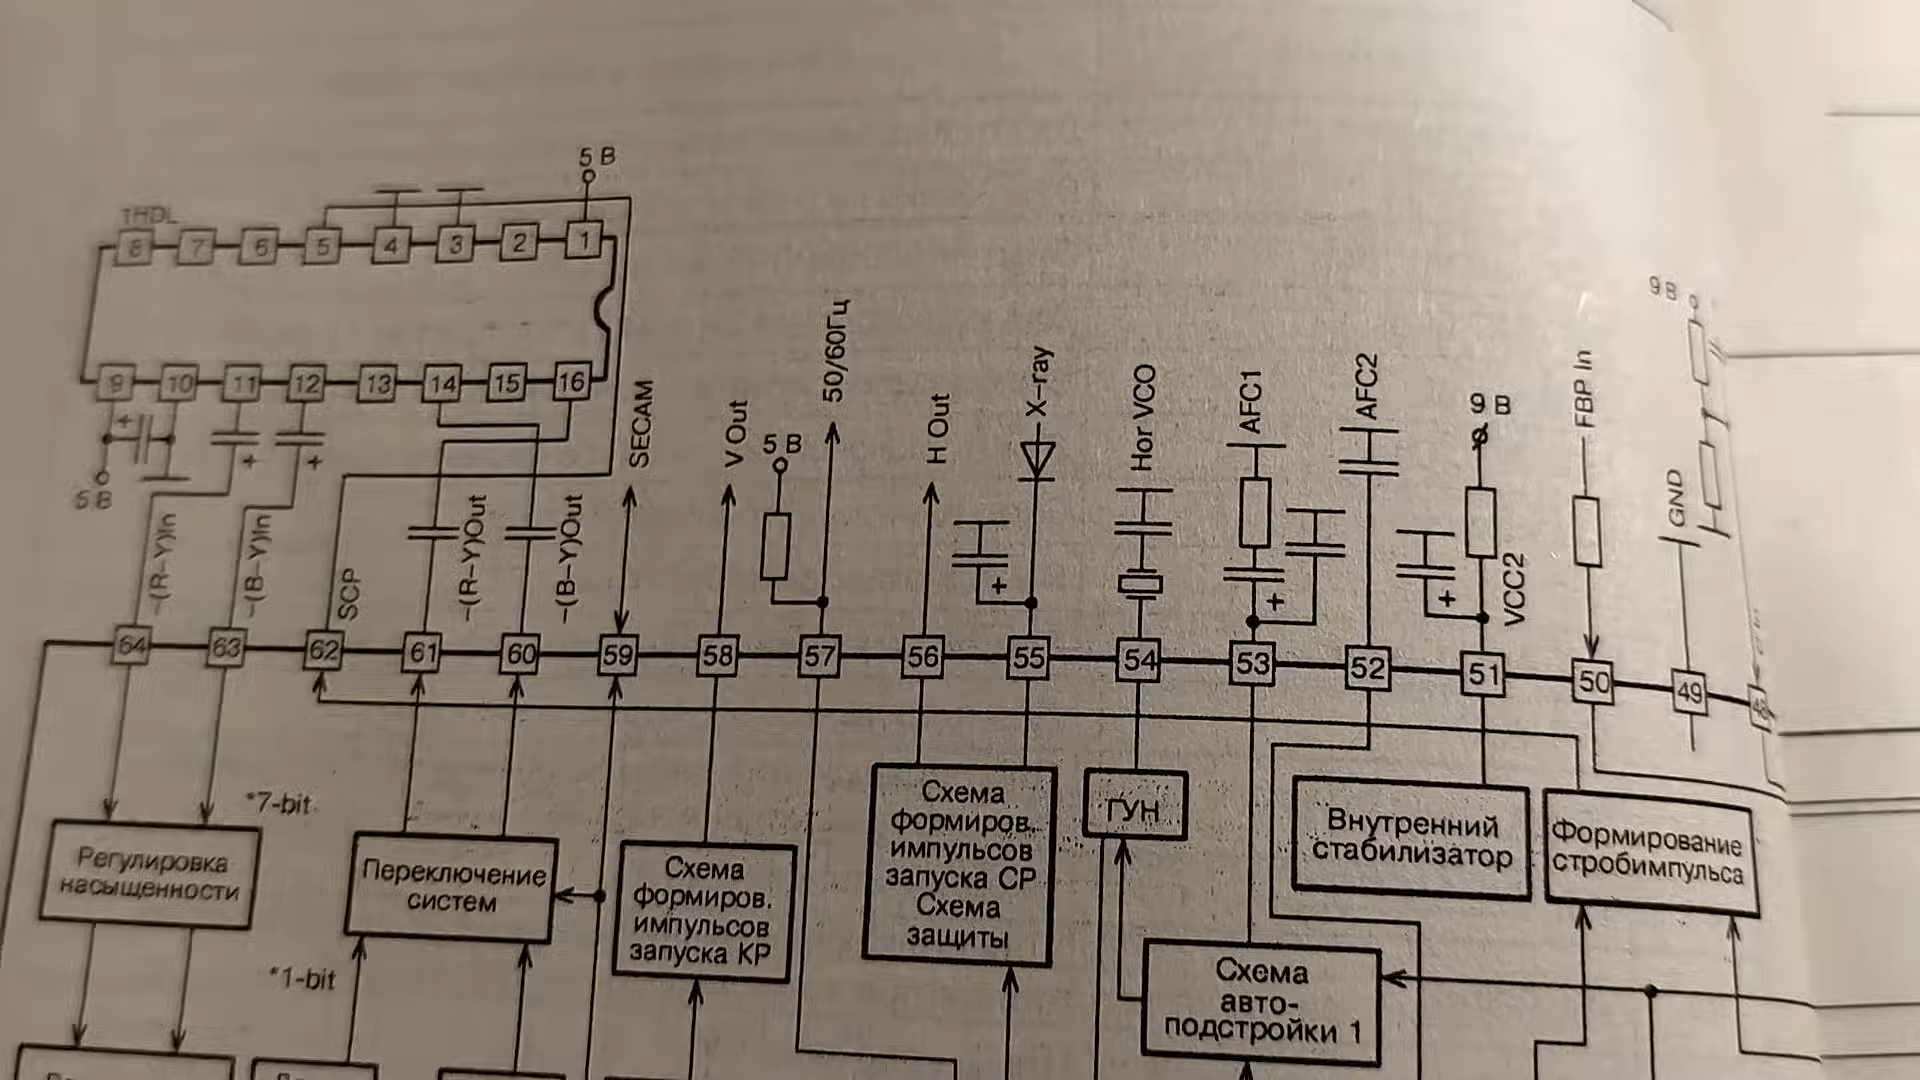 5 В
THDL
8 7 6 5 4 3 2 1
9 10 11 12 13 14 15 16
+
+
+
5 В
–(R–Y)In
–(B–Y)In
SCP
–(R–Y)Out
–(B–Y)Out
SECAM
V Out
5 В
50/60Гц
H Out
X–ray
+
Hor VCO
AFC1
+
AFC2
9 В
+
VCC2
FBP In
GND
9 В
64 63 62 61 60 59 58 57 56 55 54 53 52 51 50 49 48
*7-bit
Регулировка
насыщенности
Переключение
систем
*1-bit
Схема
формиров.
импульсов
запуска КР
Схема
формиров.
импульсов
запуска СР
Схема
защиты
ГУН
Схема
авто-
подстройки 1
Внутренний
стабилизатор
Формирование
стробимпульса